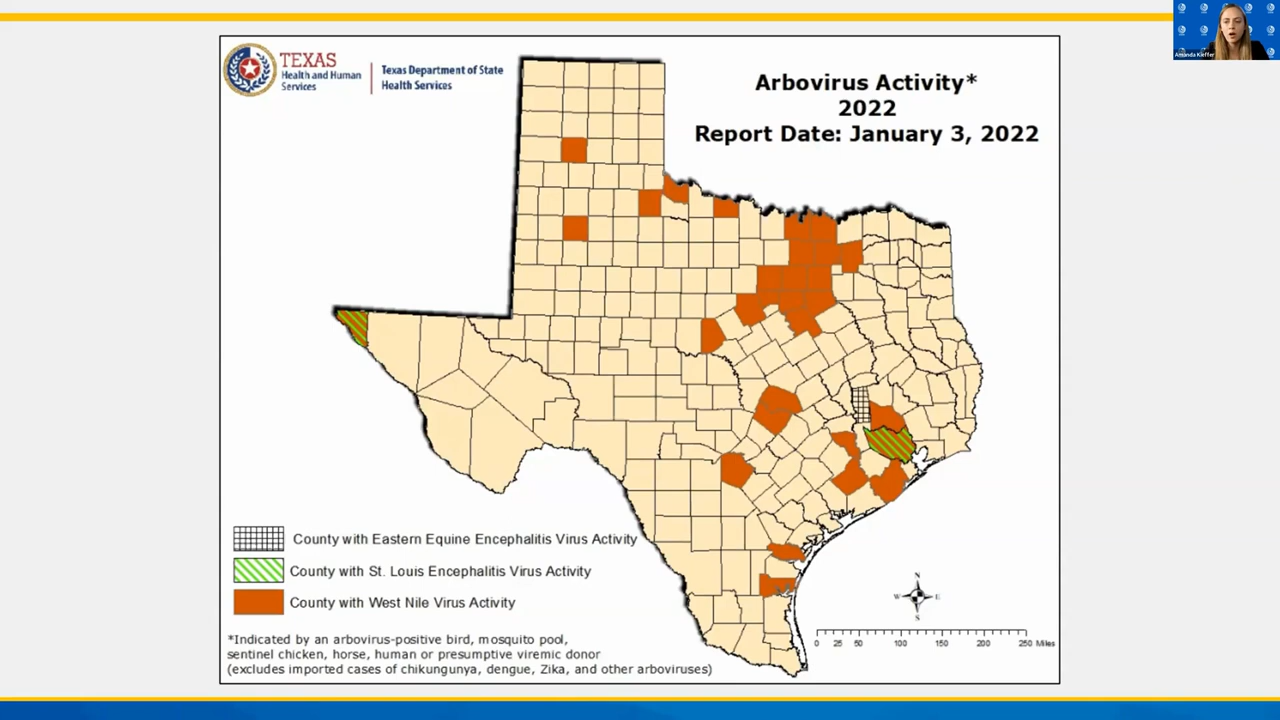 TEXAS
Health and Human
Services
Texas Department of State
Health Services
Arbovirus Activity*
2022
Report Date: January 3, 2022
Amanda Kieffer
County with Eastern Equine Encephalitis Virus Activity
County with St. Louis Encephalitis Virus Activity
County with West Nile Virus Activity
*Indicated by an arbovirus-positive bird, mosquito pool,
sentinel chicken, horse, human or presumptive viremic donor
(excludes imported cases of chikungunya, dengue, Zika, and other arboviruses)
N
W
E
S
0 25 50 100 150 200 250 Miles